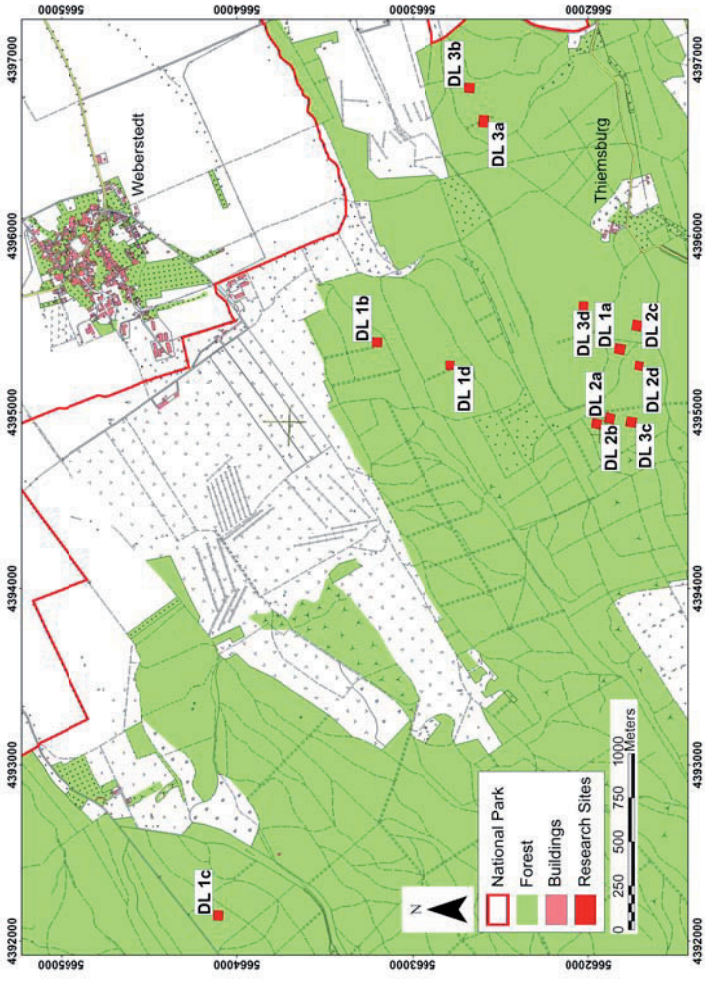 4392000
4393000
4394000
4395000
4396000
4397000
5665000
5665000
Weberstedt
5664000
5664000
DL 1c
DL 1b
5663000
5663000
DL 1d
DL 3b
DL 3a
N
National Park
Forest
Buildings
Research Sites
0 250 500 750 1000
Meters
5662000
5662000
DL 2a
DL 2b
DL 3c
DL 3d
DL 1a
DL 2c
DL 2d
Thiemsburg
4392000
4393000
4394000
4395000
4396000
4397000